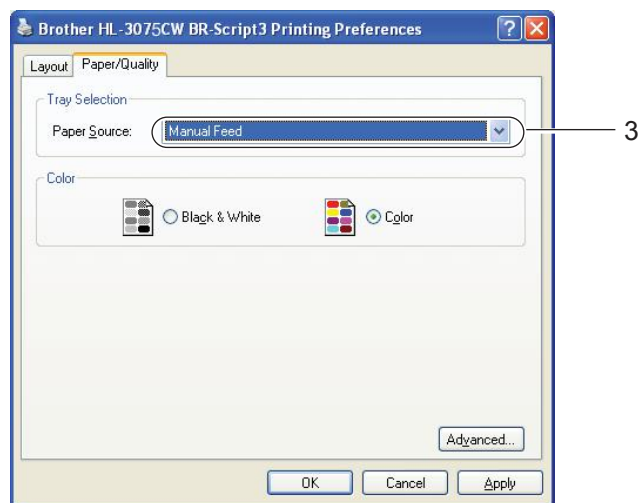 Brother HL-3075CW BR-Script3 Printing Preferences
Layout Paper/Quality
Tray Selection
Paper Source: Manual Feed
3
Color
Black & White Color
Advanced...
OK Cancel Apply